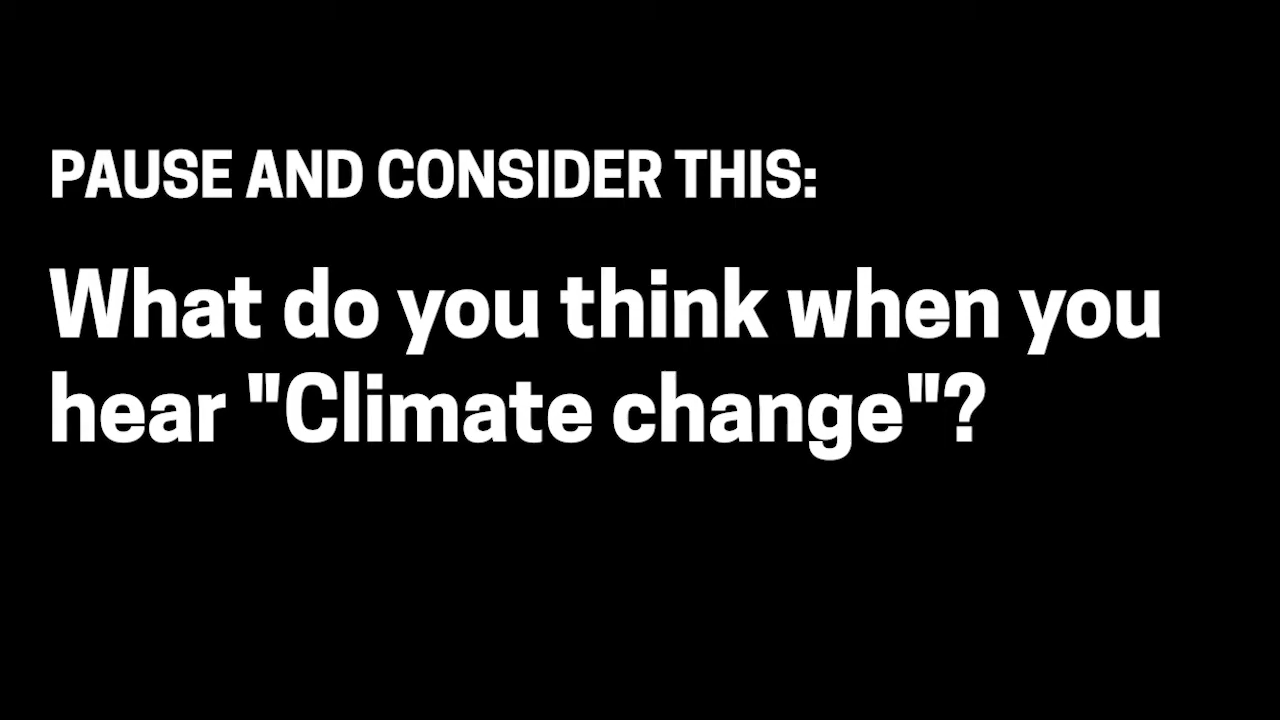 PAUSE AND CONSIDER THIS:
What do you think when you
hear "Climate change"?